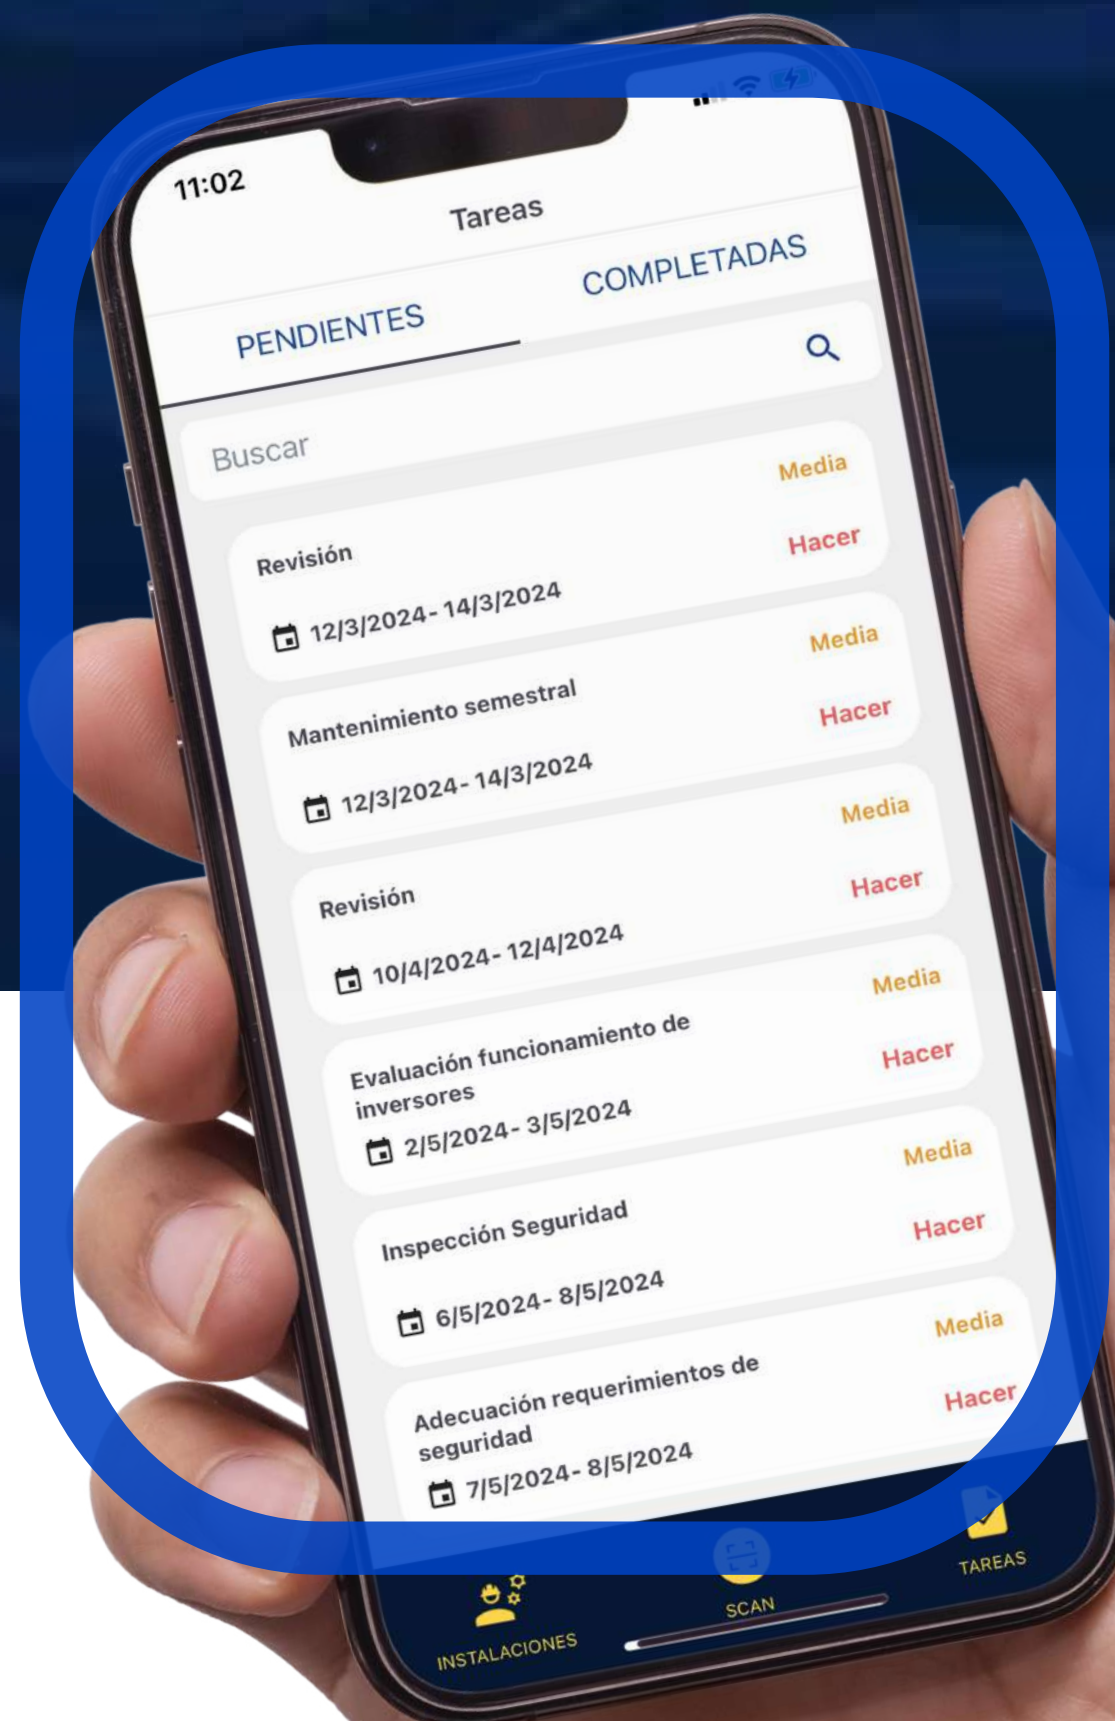 11:02
Tareas
PENDIENTES
COMPLETADAS
Buscar
Revisión
Media
12/3/2024- 14/3/2024
Hacer
Mantenimiento semestral
Media
12/3/2024- 14/3/2024
Hacer
Revisión
Media
10/4/2024- 12/4/2024
Hacer
Evaluación funcionamiento de
inversores
Media
2/5/2024- 3/5/2024
Hacer
Inspección Seguridad
Media
6/5/2024- 8/5/2024
Hacer
Adecuación requerimientos de
seguridad
Media
7/5/2024- 8/5/2024
Hacer
INSTALACIONES
SCAN
TAREAS